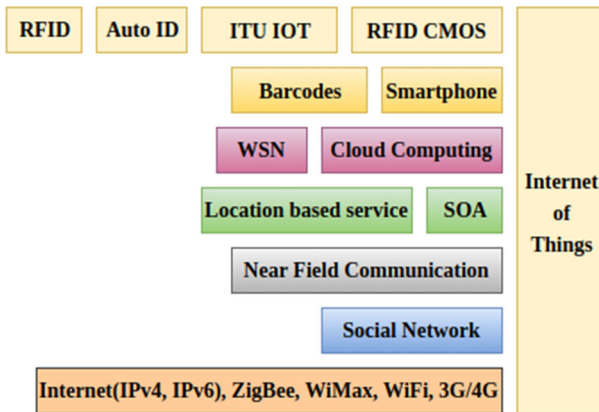 RFID
Auto ID
ITU IOT
RFID CMOS
Barcodes
Smartphone
WSN
Cloud Computing
Location based service
SOA
Near Field Communication
Social Network
Internet(IPv4, IPv6), ZigBee, WiMax, WiFi, 3G/4G
Internet
of
Things